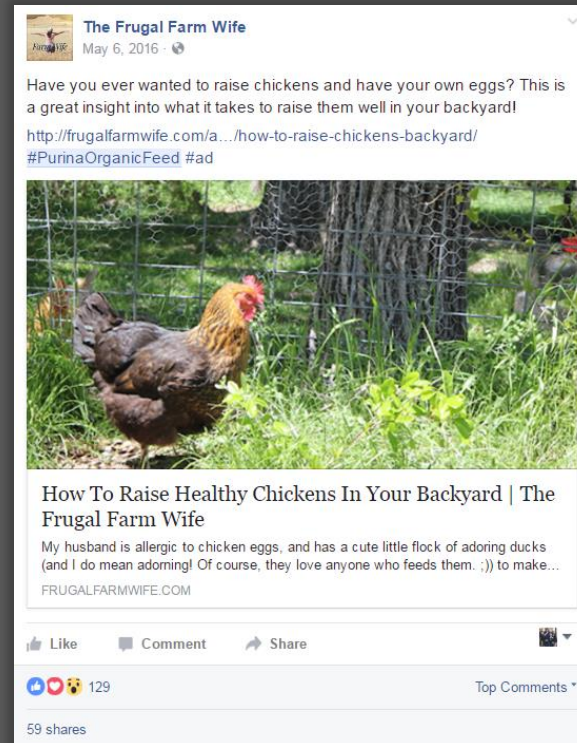 The Frugal Farm Wife
May 6, 2016 ·
Have you ever wanted to raise chickens and have your own eggs? This is
a great insight into what it takes to raise them well in your backyard!
http://frugalfarmwife.com/a.../how-to-raise-chickens-backyard/
#PurinaOrganicFeed #ad
How To Raise Healthy Chickens In Your Backyard | The
Frugal Farm Wife
My husband is allergic to chicken eggs, and has a cute little flock of adoring ducks
(and I do mean adorning! Of course, they love anyone who feeds them. ;)) to make...
FRUGALFARMWIFE.COM
Like Comment Share
129 Top Comments
59 shares